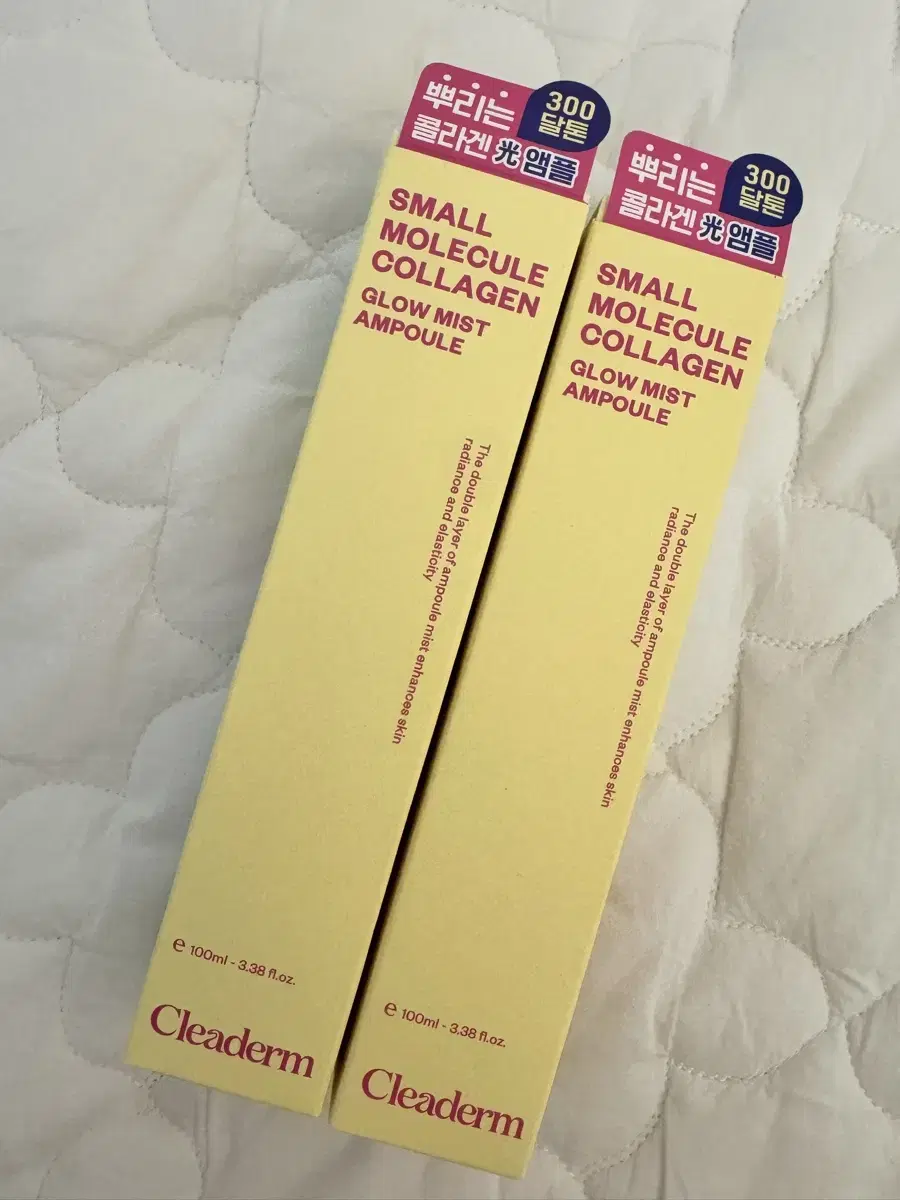 뿌리는
300
달톤
콜라겐 光 앰플
SMALL
MOLECULE
COLLAGEN
GLOW MIST
AMPOULE
The double layer of ampoule mist enhances skin
radiance and elasticity
e 100ml - 3.38 fl.oz.
Cleaderm
뿌리는
300
달톤
콜라겐 光 앰플
SMALL
MOLECULE
COLLAGEN
GLOW MIST
AMPOULE
The double layer of ampoule mist enhances skin
radiance and elasticity
e 100ml - 3.38 fl.oz.
Cleaderm